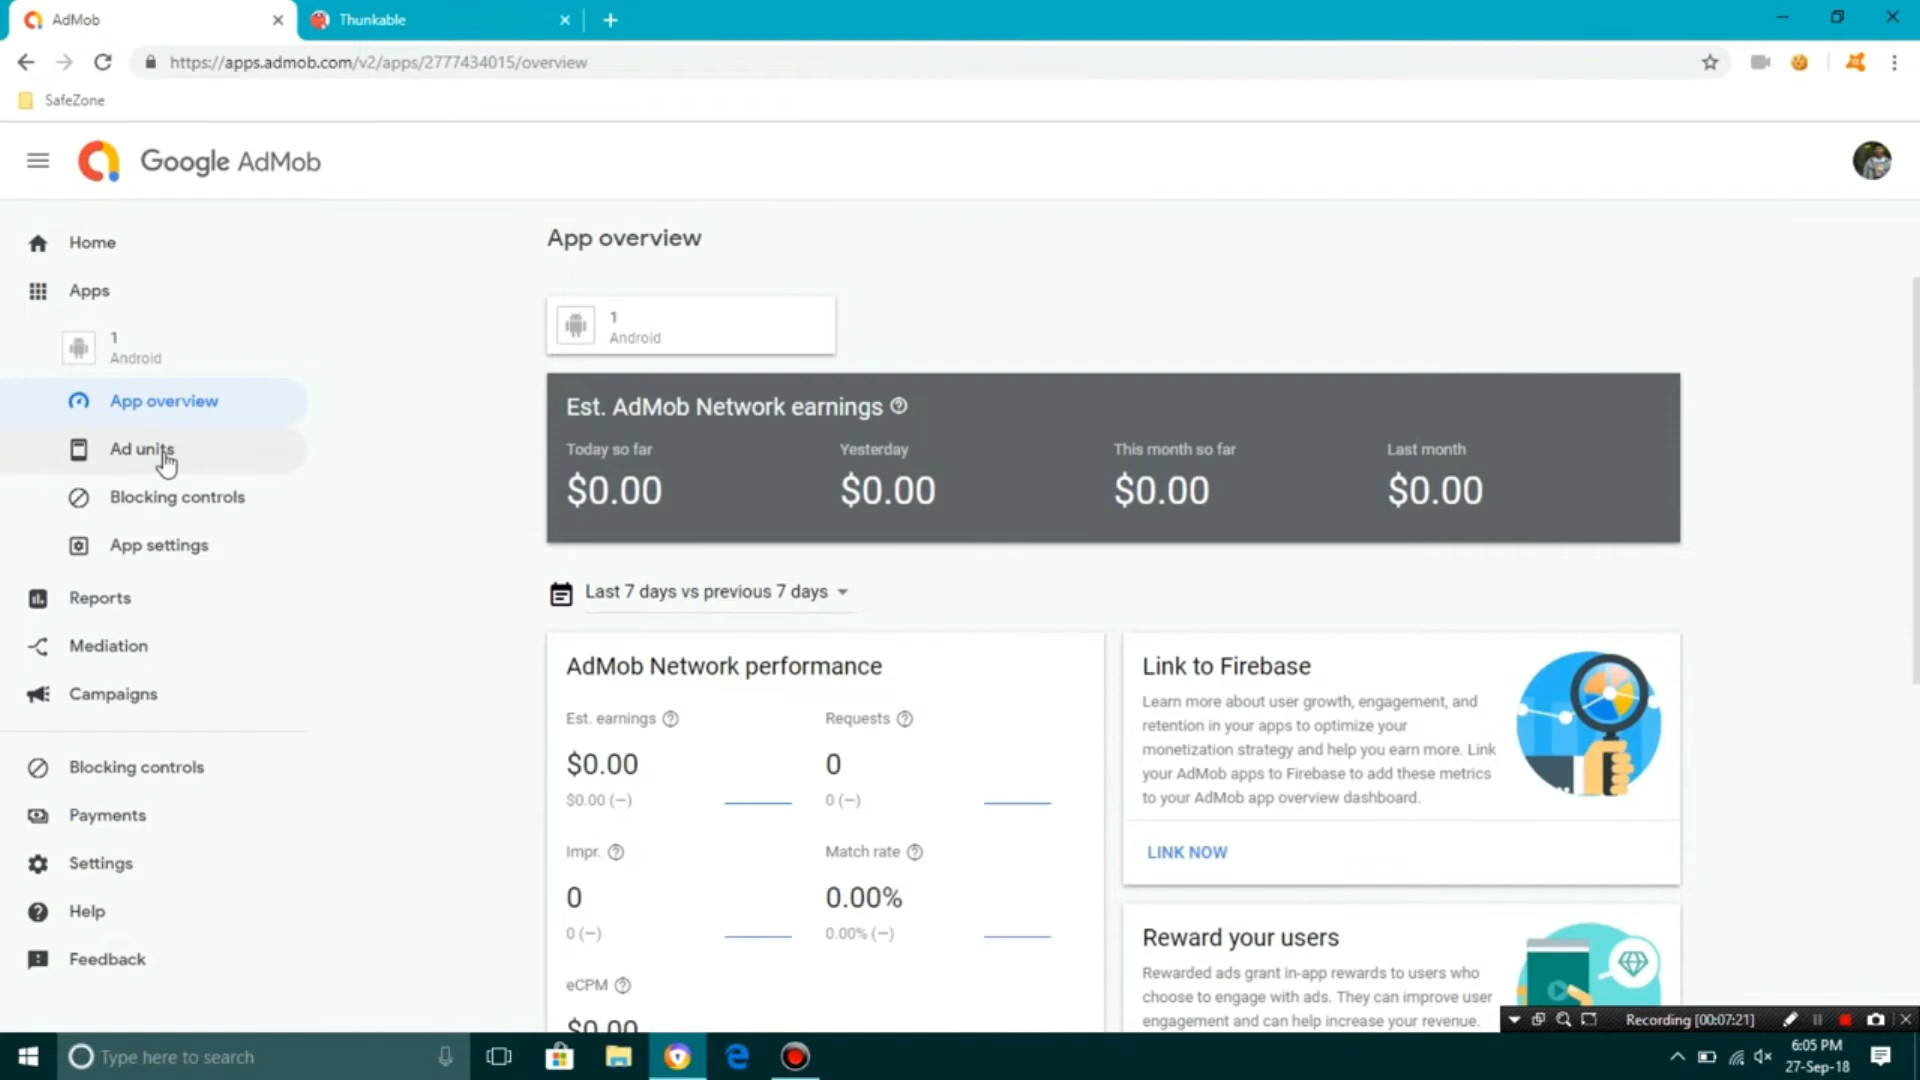 AdMob
Thunkable
https://apps.admob.com/v2/apps/2777434015/overview
SafeZone
Google AdMob
Home
Apps
1
Android
App overview
Ad units
Blocking controls
App settings
Reports
Mediation
Campaigns
Blocking controls
Payments
Settings
Help
Feedback
App overview
1
Android
Est. AdMob Network earnings
Today so far
$0.00
Yesterday
$0.00
This month so far
$0.00
Last month
$0.00
Last 7 days vs previous 7 days
AdMob Network performance
Est. earnings
$0.00
$0.00 (—)
Requests
0
0 (—)
Impr.
0
0 (—)
Match rate
0.00%
0.00% (—)
eCPM
$0.00
Link to Firebase
Learn more about user growth, engagement, and
retention in your apps to optimize your
monetization strategy and help you earn more. Link
your AdMob apps to Firebase to add these metrics
to your AdMob app overview dashboard.
LINK NOW
Reward your users
Rewarded ads grant in-app rewards to users who
choose to engage with ads. They can improve user
engagement and can help increase your revenue.
Recording [00:07:21]
Type here to search
6:05 PM
27-Sep-18